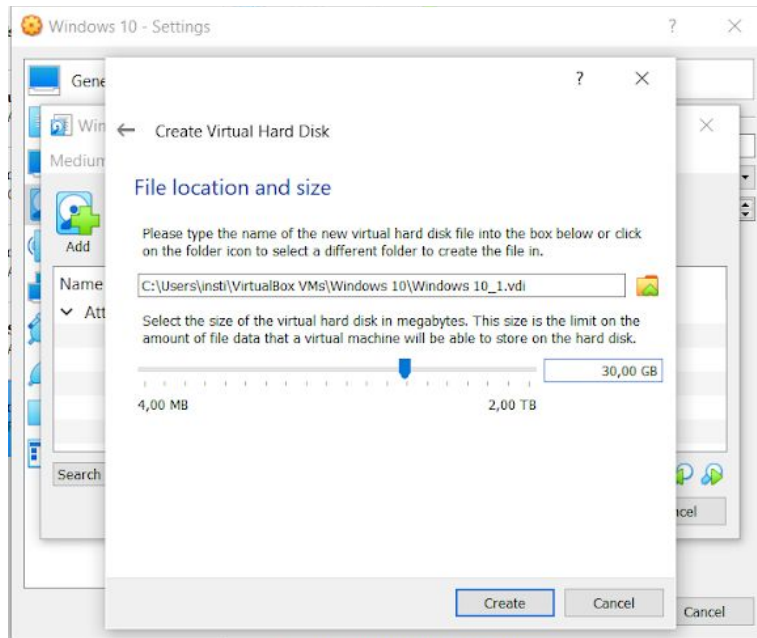 Windows 10 - Settings
?
Gene
?
Win
Create Virtual Hard Disk
Medium
File location and size
Please type the name of the new virtual hard disk file into the box below or click
on the folder icon to select a different folder to create the file in.
Add
Name
C:\Users\insti\VirtualBox VMs\Windows 10\Windows 10_1.vdi
Att
Select the size of the virtual hard disk in megabytes. This size is the limit on the
amount of file data that a virtual machine will be able to store on the hard disk.
30,00 GB
4,00 MB
2,00 TB
Search
ncel
Create
Cancel
Cancel